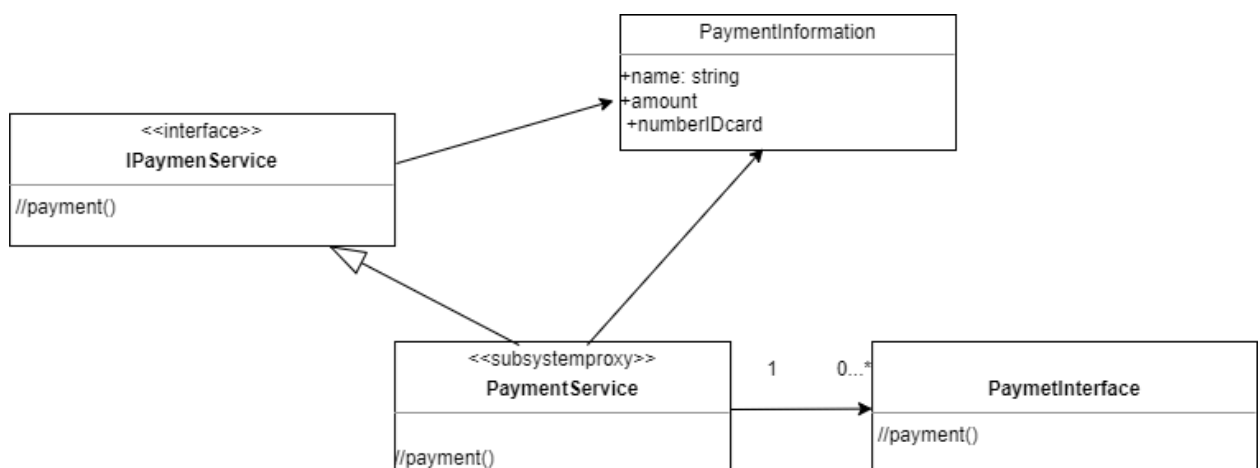 PaymentInformation
+name: string
+amount
+numberIDcard
<<interface>>
IPaymenService
//payment()
<<subsystemproxy>>
PaymentService
//payment()
1
0...*
PaymetInterface
//payment()